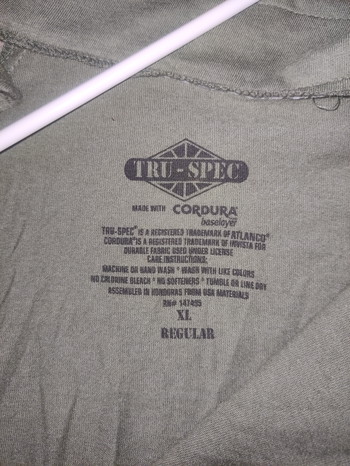 TRU-SPEC
MADE WITH CORDURA®
baselayer
TRU-SPEC® IS A REGISTERED TRADEMARK OF ATLANCO®
CORDURA® IS A REGISTERED TRADEMARK OF INVISTA FOR
DURABLE FABRIC USED UNDER LICENSE
CARE INSTRUCTIONS:
MACHINE OR HAND WASH * WASH WITH LIKE COLORS
NO CHLORINE BLEACH * NO SOFTENERS * TUMBLE OR LINE DRY
ASSEMBLED IN HONDURAS FROM USA MATERIALS
RN# 147495
XL
REGULAR